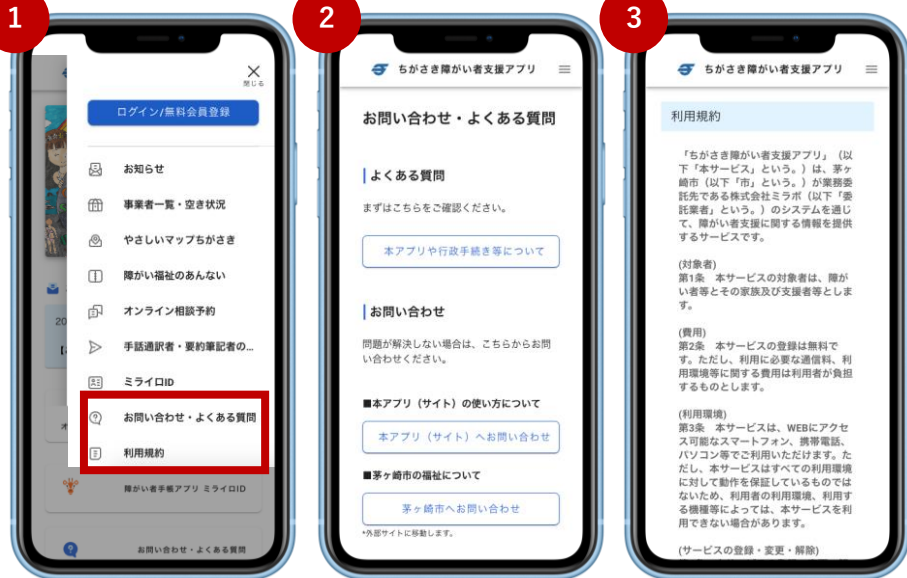 1
閉じる
ログイン/無料会員登録
お知らせ
事業者一覧・空き状況
やさしいマップちがさき
障がい福祉のあんない
オンライン相談予約
20
手話通訳者・要約筆記者の...
ミライロID
お問い合わせ・よくある質問
利用規約
障がい者手帳アプリ ミライロID
お問い合わせ・よくある質問
2
ちがさき障がい者支援アプリ
お問い合わせ・よくある質問
よくある質問
まずはこちらをご確認ください。
本アプリや行政手続き等について
お問い合わせ
問題が解決しない場合は、こちらからお問
い合わせください。
■本アプリ（サイト）の使い方について
本アプリ（サイト）へお問い合わせ
■茅ヶ崎市の福祉について
茅ヶ崎市へお問い合わせ
*外部サイトに移動します。
3
ちがさき障がい者支援アプリ
利用規約
「ちがさき障がい者支援アプリ」（以
下「本サービス」という。）は、茅ヶ
崎市（以下「市」という。）が業務委
託先である株式会社ミラボ（以下「委
託業者」という。）のシステムを通じ
て、障がい者支援に関する情報を提供
するサービスです。
(対象者)
第1条　本サービスの対象者は、障が
い者等とその家族及び支援者等としま
す。
(費用)
第2条　本サービスの登録は無料で
す。ただし、利用に必要な通信料、利
用環境等に関する費用は利用者が負担
するものとします。
(利用環境)
第3条　本サービスは、WEBにアクセ
ス可能なスマートフォン、携帯電話、
パソコン等でご利用いただけます。た
だし、本サービスはすべての利用環境
に対して動作を保証しているものでは
ないため、利用者の利用環境、利用す
る機種等によっては、本サービスを利
用できない場合があります。
(サービスの登録・変更・解除)